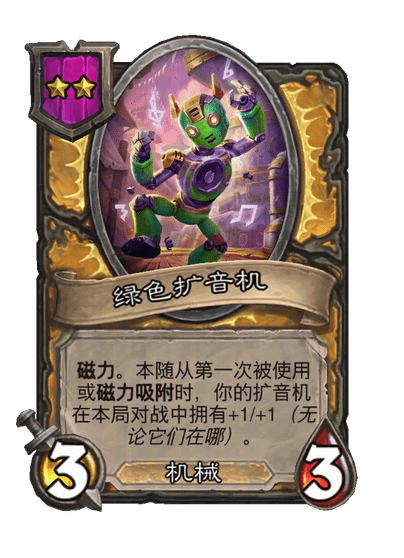 绿色扩音机
磁力。本随从第一次被使用
或磁力吸附时，你的扩音机
在本局对战中拥有+1/+1（无
论它们在哪）。
3
机械
3